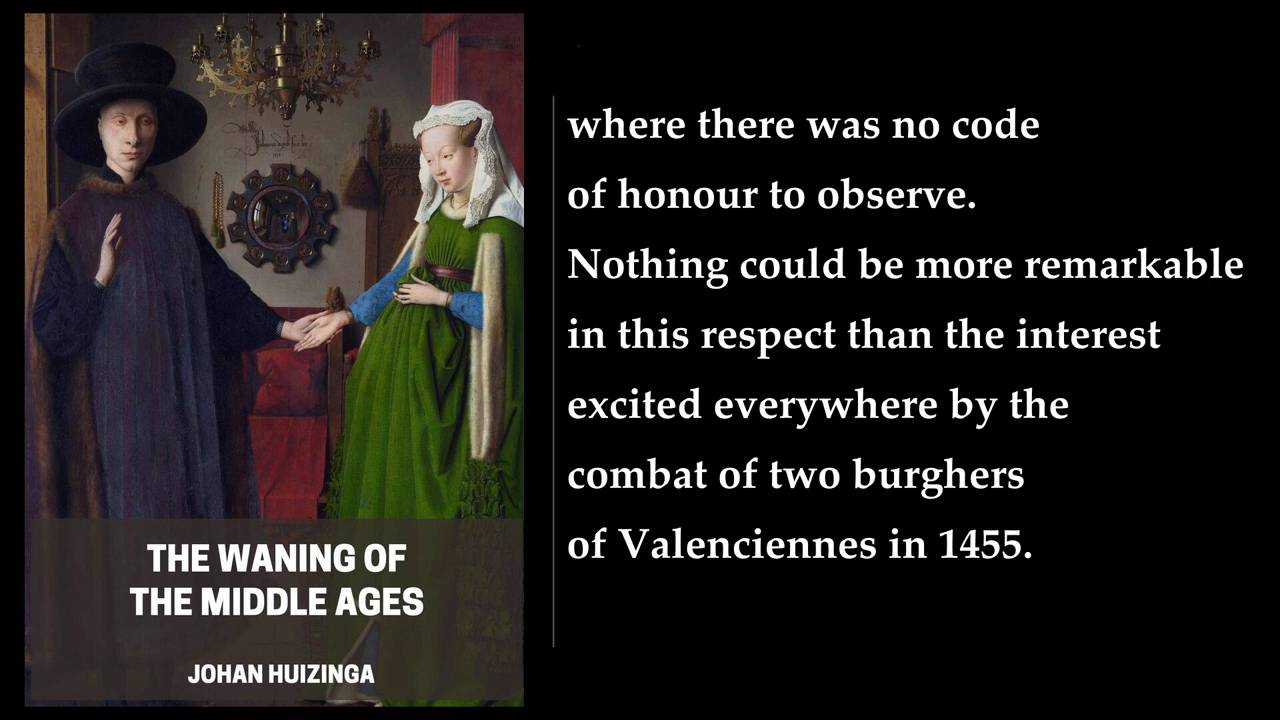 THE WANING OF
THE MIDDLE AGES
JOHAN HUIZINGA
where there was no code
of honour to observe.
Nothing could be more remarkable
in this respect than the interest
excited everywhere by the
combat of two burghers
of Valenciennes in 1455.